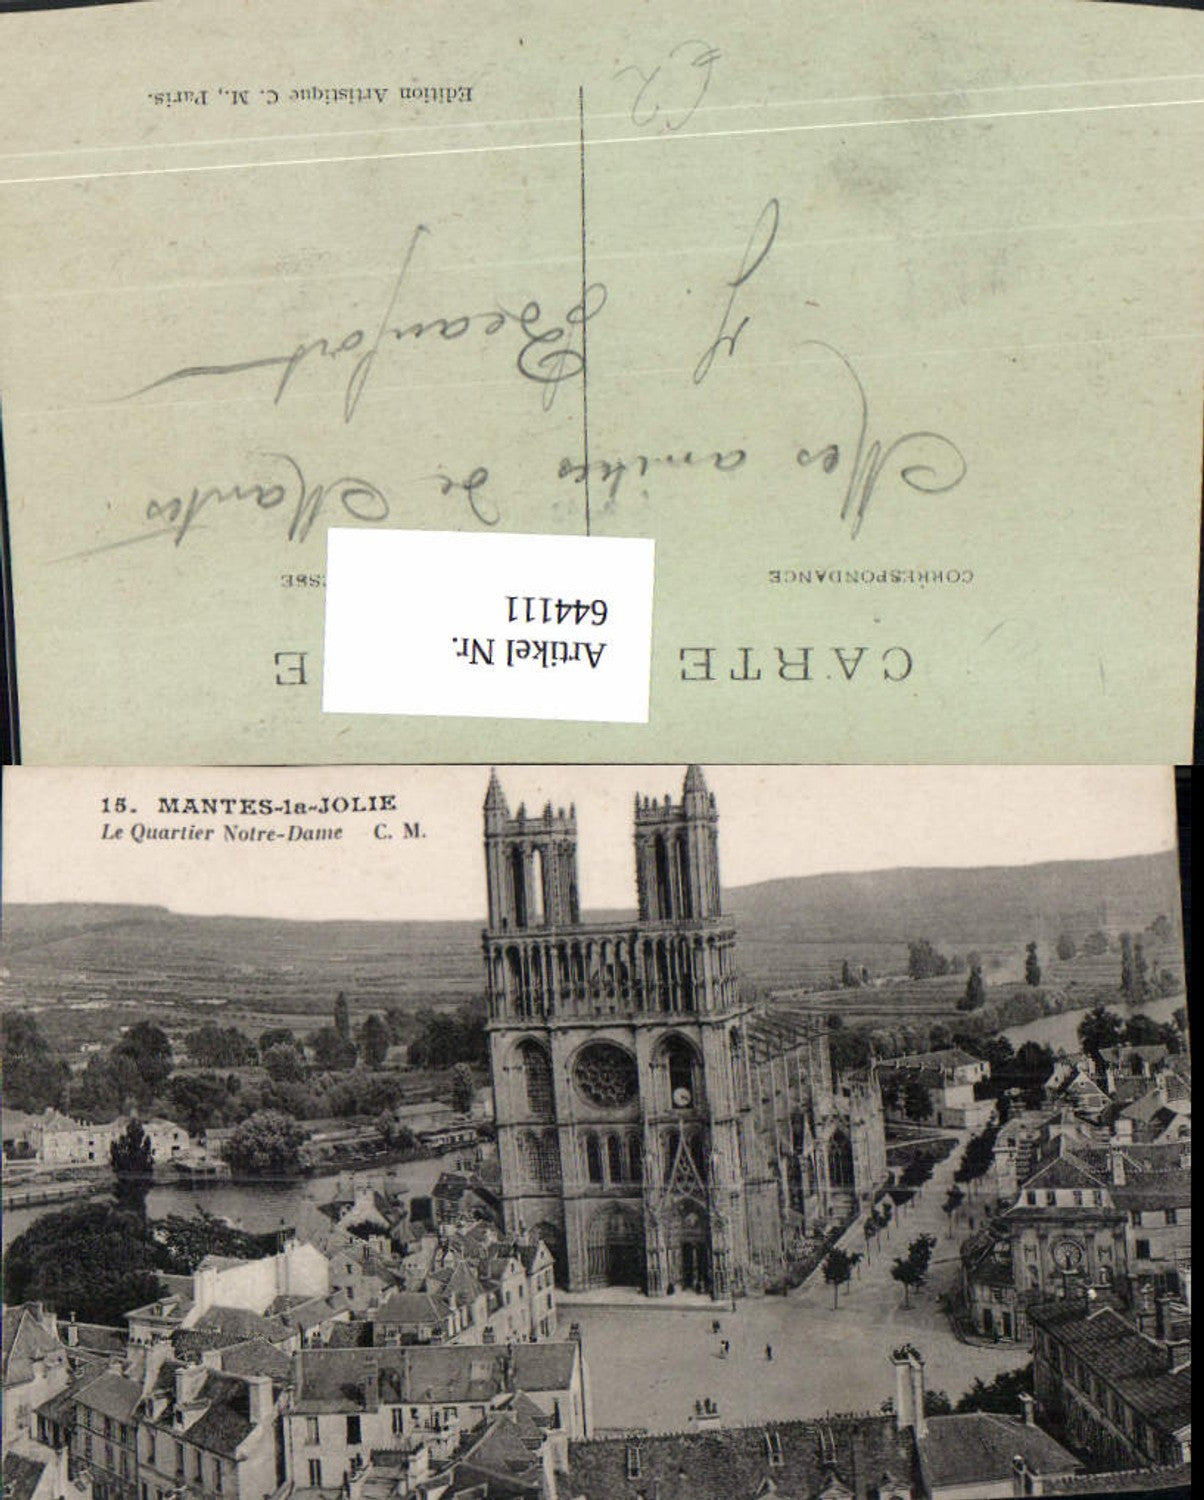 CARTE E
Artikel Nr.
644111
CORRESPONDANCE ESSE
Mes amitiés de Mantes
Y. Beaufort
Edition Artistique C. M., Paris.
15. MANTES-la-JOLIE
Le Quartier Notre-Dame C. M.